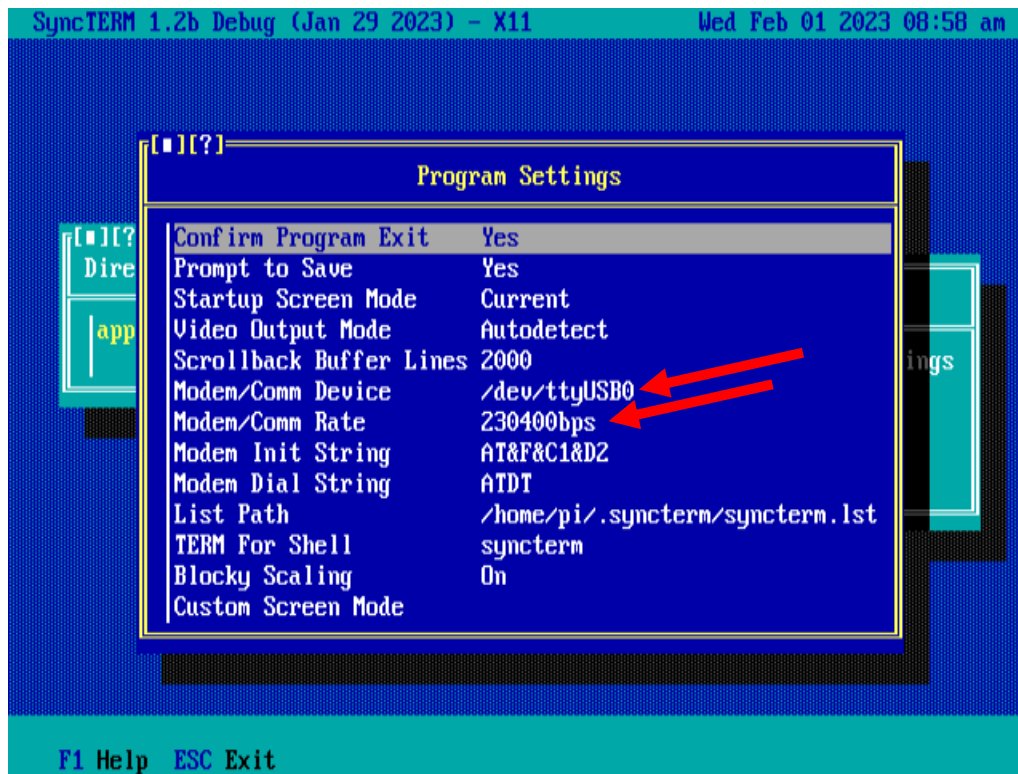 SyncTERM 1.2b Debug (Jan 29 2023) - X11 Wed Feb 01 2023 08:58 am
[■][?]
Program Settings
[■][?
Dire
app
Confirm Program Exit Yes
Prompt to Save Yes
Startup Screen Mode Current
Video Output Mode Autodetect
Scrollback Buffer Lines 2000
ings
Modem/Comm Device /dev/ttyUSB0
Modem/Comm Rate 230400bps
Modem Init String AT&F&C1&D2
Modem Dial String ATDT
List Path /home/pi/.syncterm/syncterm.lst
TERM For Shell syncterm
Blocky Scaling On
Custom Screen Mode
F1 Help ESC Exit